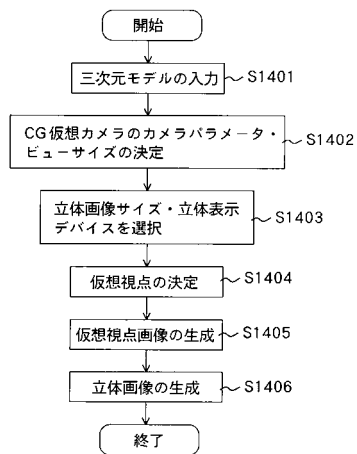 開始
三次元モデルの入力 S1401
CG仮想カメラのカメラパラメータ・
ビューサイズの決定 S1402
立体画像サイズ・立体表示
デバイスを選択 S1403
仮想視点の決定 S1404
仮想視点画像の生成 S1405
立体画像の生成 S1406
終了